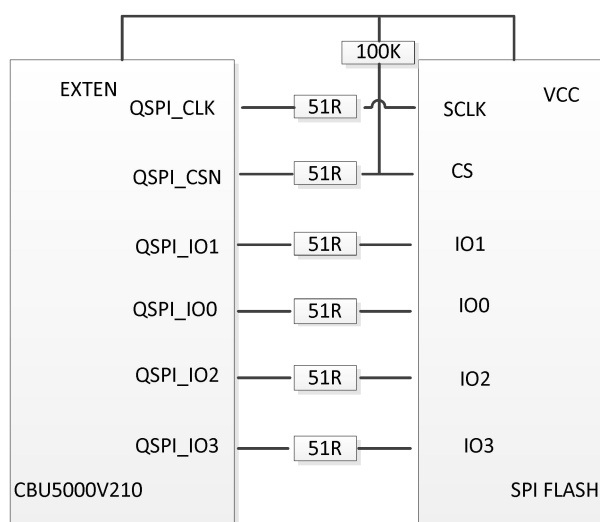 100K
EXTEN
VCC
QSPI_CLK 51R SCLK
QSPI_CSN 51R CS
QSPI_IO1 51R IO1
QSPI_IO0 51R IO0
QSPI_IO2 51R IO2
QSPI_IO3 51R IO3
CBU5000V210 SPI FLASH